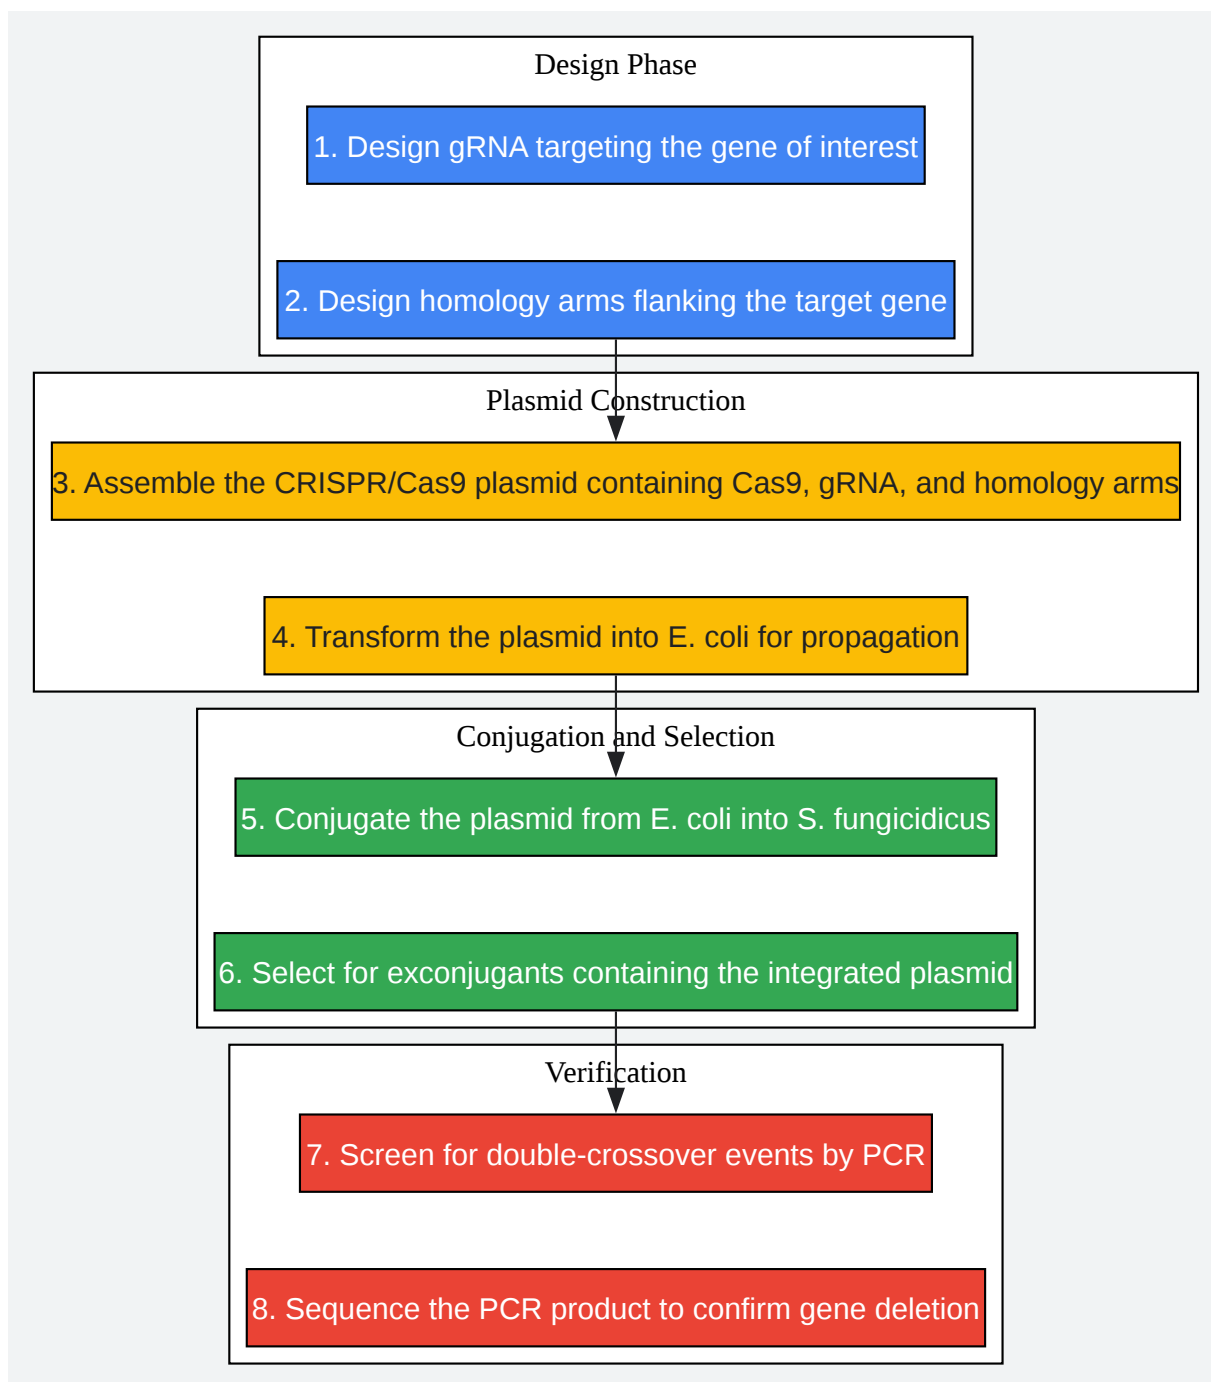 Design Phase
1. Design gRNA targeting the gene of interest
2. Design homology arms flanking the target gene
Plasmid Construction
3. Assemble the CRISPR/Cas9 plasmid containing Cas9, gRNA, and homology arms
4. Transform the plasmid into E. coli for propagation
Conjugation and Selection
5. Conjugate the plasmid from E. coli into S. fungicidicus
6. Select for exconjugants containing the integrated plasmid
Verification
7. Screen for double-crossover events by PCR
8. Sequence the PCR product to confirm gene deletion